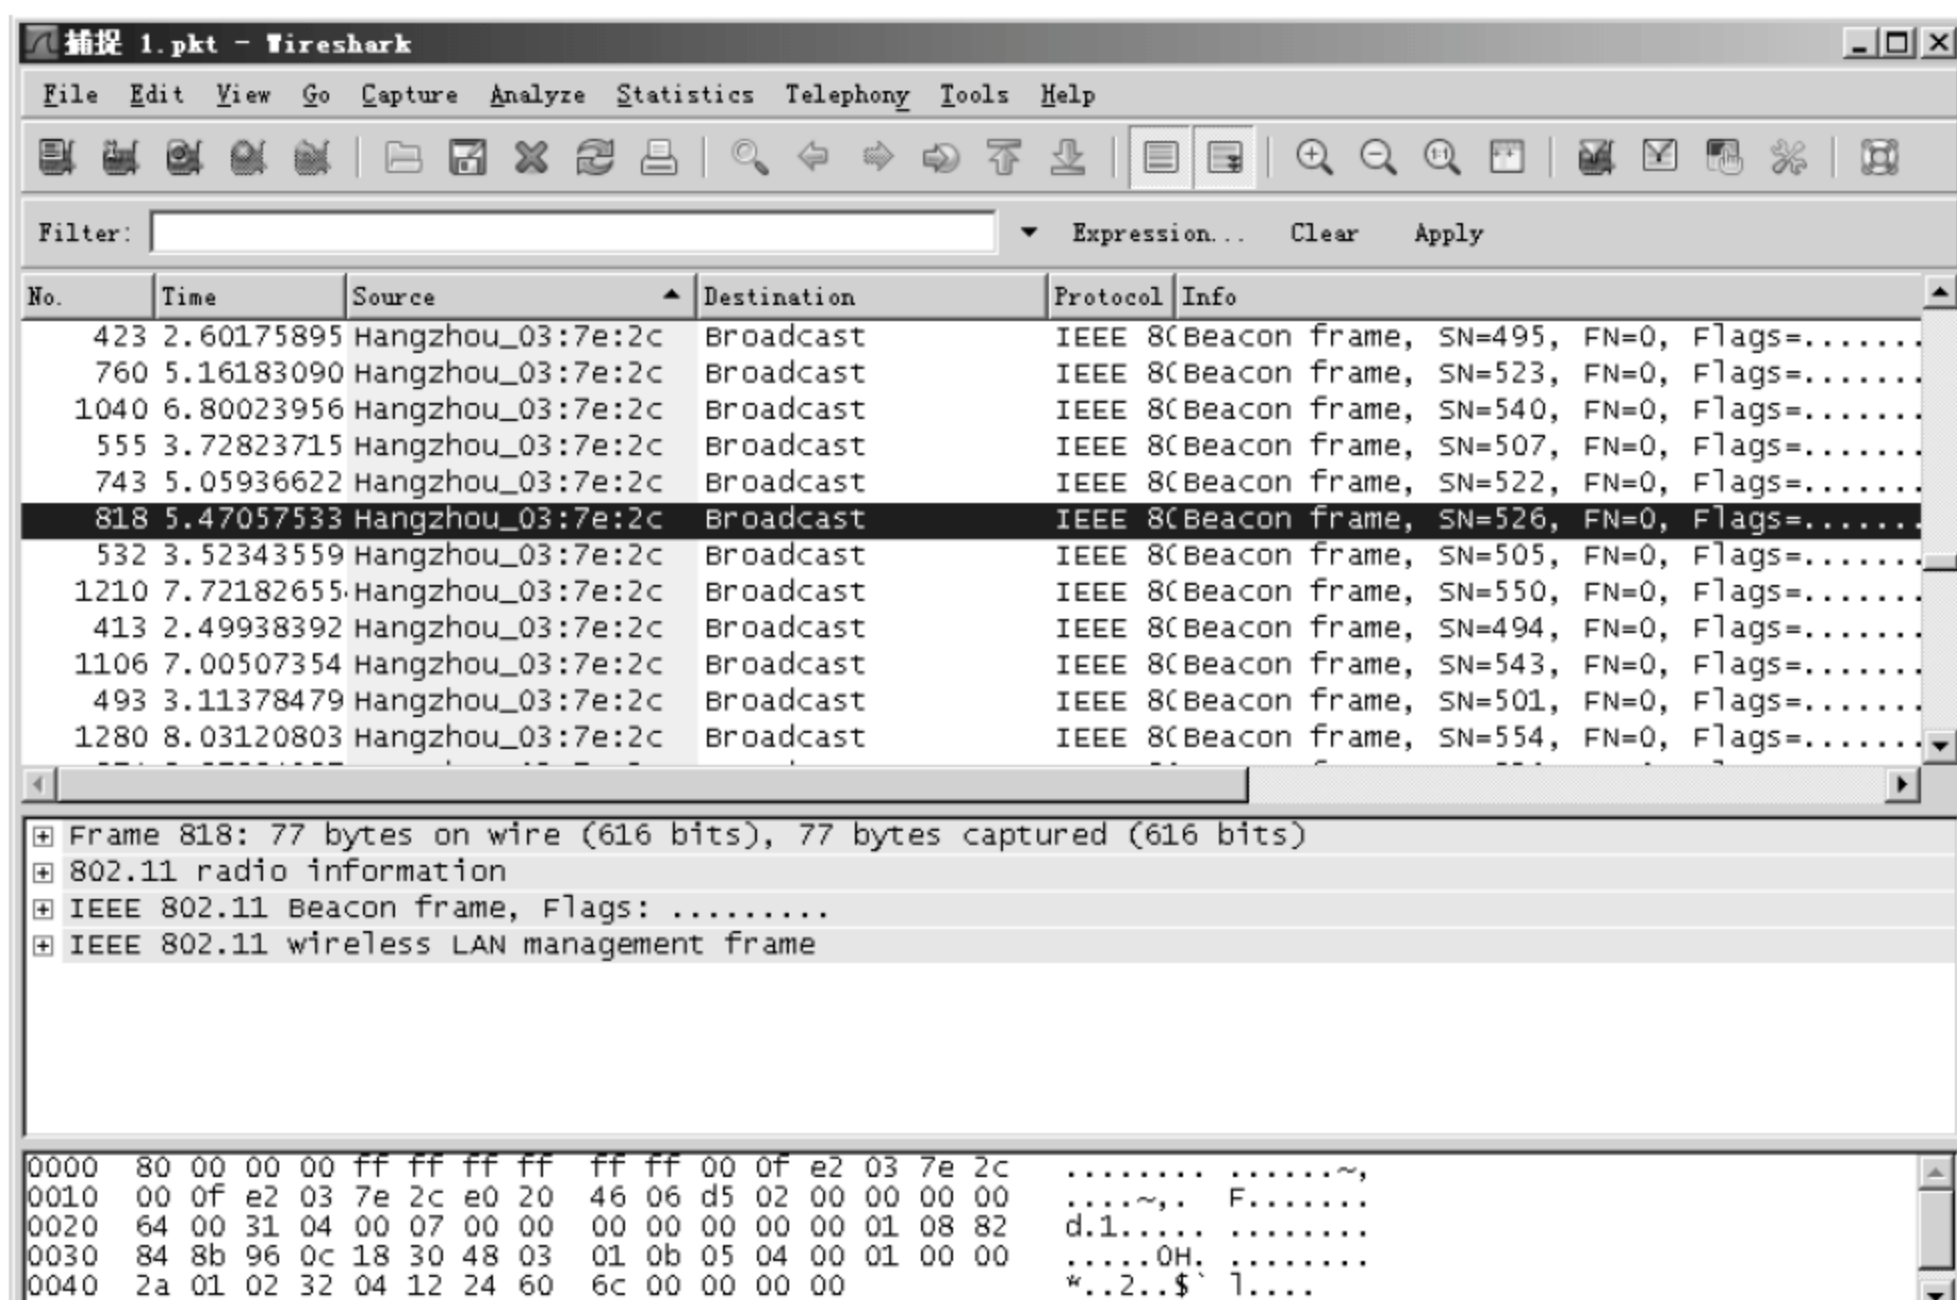 捕捉 1.pkt - Wireshark
File Edit View Go Capture Analyze Statistics Telephony Tools Help
Filter: Expression... Clear Apply
No. Time Source Destination Protocol Info
423 2.60175895 Hangzhou_03:7e:2c Broadcast IEEE 80 Beacon frame, SN=495, FN=0, Flags=.......
760 5.16183090 Hangzhou_03:7e:2c Broadcast IEEE 80 Beacon frame, SN=523, FN=0, Flags=.......
1040 6.80023956 Hangzhou_03:7e:2c Broadcast IEEE 80 Beacon frame, SN=540, FN=0, Flags=.......
555 3.72823715 Hangzhou_03:7e:2c Broadcast IEEE 80 Beacon frame, SN=507, FN=0, Flags=.......
743 5.05936622 Hangzhou_03:7e:2c Broadcast IEEE 80 Beacon frame, SN=522, FN=0, Flags=.......
818 5.47057533 Hangzhou_03:7e:2c Broadcast IEEE 80 Beacon frame, SN=526, FN=0, Flags=.......
532 3.52343559 Hangzhou_03:7e:2c Broadcast IEEE 80 Beacon frame, SN=505, FN=0, Flags=.......
1210 7.72182655 Hangzhou_03:7e:2c Broadcast IEEE 80 Beacon frame, SN=550, FN=0, Flags=.......
413 2.49938392 Hangzhou_03:7e:2c Broadcast IEEE 80 Beacon frame, SN=494, FN=0, Flags=.......
1106 7.00507354 Hangzhou_03:7e:2c Broadcast IEEE 80 Beacon frame, SN=543, FN=0, Flags=.......
493 3.11378479 Hangzhou_03:7e:2c Broadcast IEEE 80 Beacon frame, SN=501, FN=0, Flags=.......
1280 8.03120803 Hangzhou_03:7e:2c Broadcast IEEE 80 Beacon frame, SN=554, FN=0, Flags=.......
Frame 818: 77 bytes on wire (616 bits), 77 bytes captured (616 bits)
802.11 radio information
IEEE 802.11 Beacon frame, Flags: .........
IEEE 802.11 wireless LAN management frame
0000 80 00 00 00 ff ff ff ff ff ff 00 0f e2 03 7e 2c ........ ......~,
0010 00 0f e2 03 7e 2c e0 20 46 06 d5 02 00 00 00 00 ....~,. F.......
0020 64 00 31 04 00 07 00 00 00 00 00 00 00 01 08 82 d.1..... ........
0030 84 8b 96 0c 18 30 48 03 01 0b 05 04 00 01 00 00 .....0H. ........
0040 2a 01 02 32 04 12 24 60 6c 00 00 00 00 *..2..$` l....